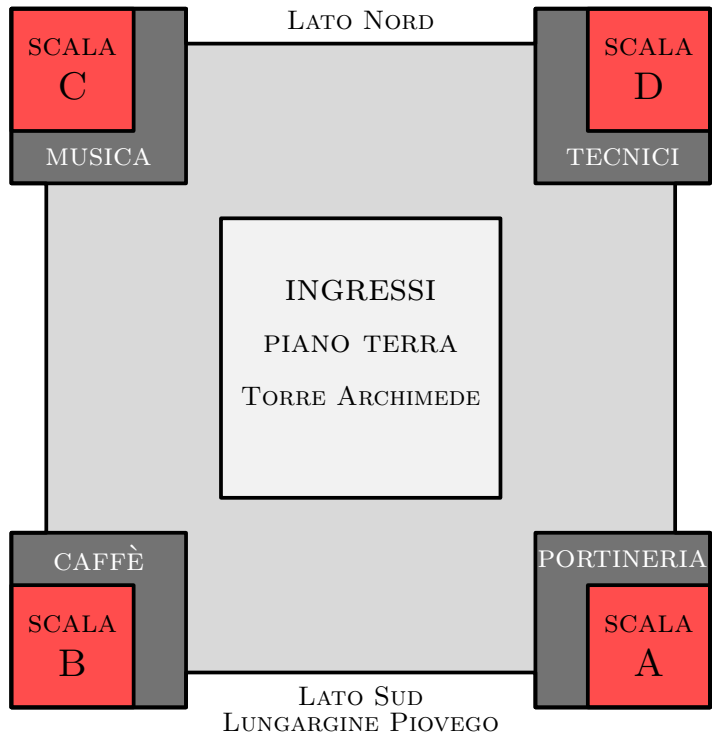 Lato Nord
SCALA
C
MUSICA
SCALA
D
TECNICI
INGRESSI
PIANO TERRA
Torre Archimede
CAFFÈ
SCALA
B
PORTINERIA
SCALA
A
Lato Sud
Lungargine Piovego